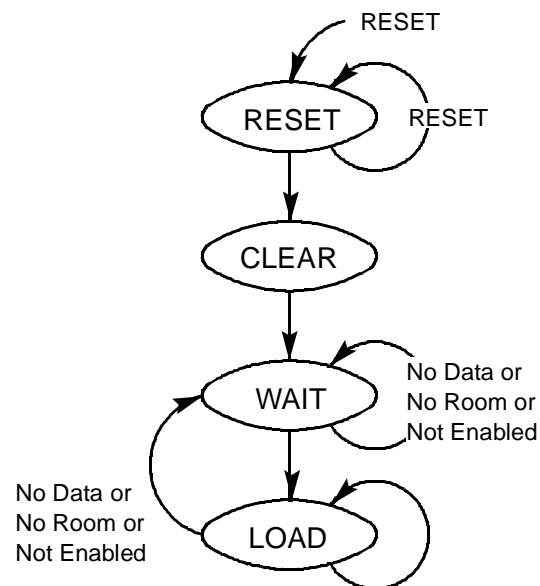 RESET
RESET
RESET
CLEAR
WAIT
No Data or
No Room or
Not Enabled
No Data or
No Room or
Not Enabled
LOAD